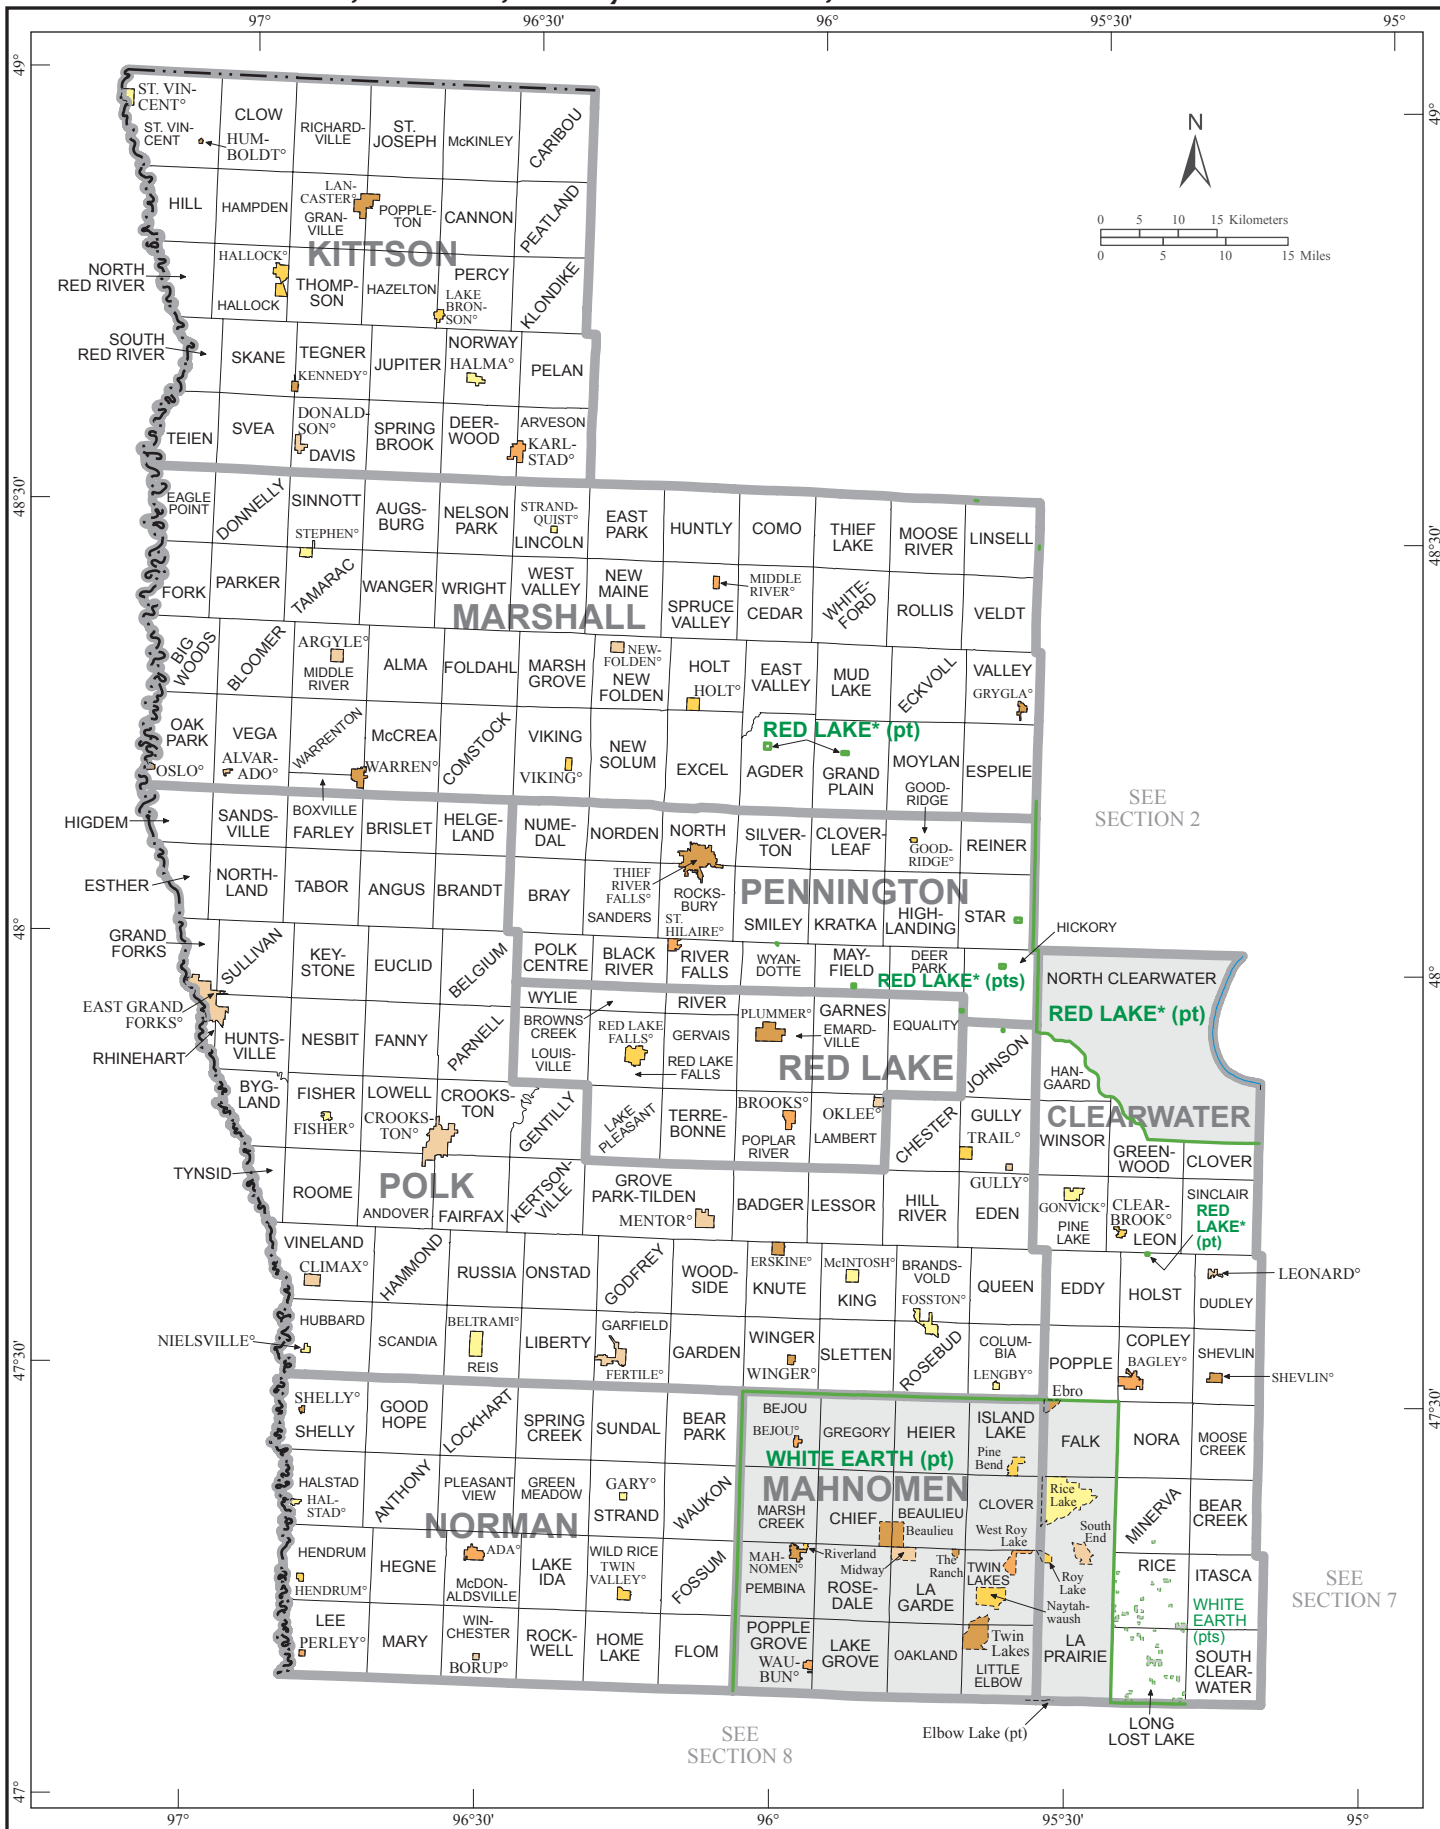 97°
96°30'
96°
95°30'
95°
49°
49°
N
0 5 10 15 Kilometers
0 5 10 15 Miles
ST. VIN-
CENT°
CLOW
ST. VIN-
CENT
HUM-
BOLDT°
RICHARD-
VILLE
ST.
JOSEPH
McKINLEY
CARIBOU
HILL
HAMPDEN
LAN-
CASTER°
GRAN-
VILLE
POPPLE-
TON
CANNON
PEATLAND
KITTSON
NORTH
RED RIVER
HALLOCK°
HALLOCK
THOMP-
SON
HAZELTON
PERCY
LAKE
BRON-
SON°
KLONDIKE
SOUTH
RED RIVER
SKANE
TEGNER
KENNEDY°
JUPITER
NORWAY
HALMA°
PELAN
TEIEN
SVEA
DONALD-
SON°
DAVIS
SPRING
BROOK
DEER-
WOOD
ARVESON
KARL-
STAD°
48°30'
48°30'
EAGLE
POINT
DONNELLY
SINNOTT
STEPHEN°
AUGS-
BURG
NELSON
PARK
STRAND-
QUIST°
LINCOLN
EAST
PARK
HUNTLY
COMO
THIEF
LAKE
MOOSE
RIVER
LINSELL
FORK
PARKER
TAMARAC
WANGER
WRIGHT
WEST
VALLEY
NEW
MAINE
SPRUCE
VALLEY
MIDDLE
RIVER°
CEDAR
WHITE-
FORD
ROLLIS
VELDT
MARSHALL
BIG
WOODS
BLOOMER
ARGYLE°
MIDDLE
RIVER
ALMA
FOLDAHL
MARSH
GROVE
NEW-
FOLDEN°
NEW
FOLDEN
HOLT
HOLT°
EAST
VALLEY
MUD
LAKE
ECKVOLL
VALLEY
GRYGLA°
OAK
PARK
OSLO°
VEGA
ALVAR-
ADO°
WARRENTON
McCREA
WARREN°
COMSTOCK
VIKING
VIKING°
NEW
SOLUM
EXCEL
RED LAKE* (pt)
AGDER
GRAND
PLAIN
MOYLAN
GOOD-
RIDGE
ESPELIE
SEE
SECTION 2
HIGDEM
SANDS-
VILLE
BOXVILLE
FARLEY
BRISLET
HELGE-
LAND
NUME-
DAL
NORDEN
NORTH
SILVER-
TON
CLOVER-
LEAF
GOOD-
RIDGE°
REINER
ESTHER
NORTH-
LAND
TABOR
ANGUS
BRANDT
BRAY
THIEF
RIVER
FALLS°
SANDERS
ROCKS-
BURY
ST.
HILAIRE°
PENNINGTON
SMILEY
KRATKA
HIGH-
LANDING
STAR
HICKORY
48°
48°
GRAND
FORKS
SULLIVAN
KEY-
STONE
EUCLID
BELGIUM
POLK
CENTRE
BLACK
RIVER
RIVER
FALLS
WYAN-
DOTTE
MAY-
FIELD
DEER
PARK
RED LAKE* (pts)
NORTH CLEARWATER
RED LAKE* (pt)
EAST GRAND
FORKS°
RHINEHART
HUNTS-
VILLE
NESBIT
FANNY
PARNELL
WYLIE
BROWNS
CREEK
LOUIS-
VILLE
RED LAKE
FALLS°
RIVER
GERVAIS
RED LAKE
FALLS
PLUMMER°
GARNES
EMARD-
VILLE
EQUALITY
RED LAKE
JOHNSON
HAN-
GAARD
CLEARWATER
BYG-
LAND
FISHER
FISHER°
LOWELL
CROOKS-
TON°
CROOKS-
TON
GENTILLY
LAKE
PLEASANT
TERRE-
BONNE
BROOKS°
POPLAR
RIVER
OKLEE°
LAMBERT
CHESTER
GULLY
TRAIL°
GULLY°
WINSOR
GREEN-
WOOD
CLOVER
TYNSID
ROOME
POLK
ANDOVER
FAIRFAX
KERTSON-
VILLE
GROVE
PARK-TILDEN
MENTOR°
BADGER
LESSOR
HILL
RIVER
EDEN
GONVICK°
PINE
LAKE
CLEAR-
BROOK°
LEON
SINCLAIR
RED
LAKE*
(pt)
VINELAND
CLIMAX°
HAMMOND
RUSSIA
ONSTAD
GODFREY
WOOD-
SIDE
ERSKINE°
KNUTE
McINTOSH°
KING
BRANDS-
VOLD
FOSSTON°
QUEEN
EDDY
HOLST
LEONARD°
DUDLEY
47°30'
47°30'
NIELSVILLE°
HUBBARD
SCANDIA
BELTRAMI°
REIS
LIBERTY
GARFIELD
FERTILE°
GARDEN
WINGER
WINGER°
SLETTEN
ROSEBUD
COLUM-
BIA
LENGBY°
POPPLE
COPLEY
BAGLEY°
SHEVLIN
SHEVLIN°
Ebro
SHELLY°
SHELLY
GOOD
HOPE
LOCKHART
SPRING
CREEK
SUNDAL
BEAR
PARK
BEJOU
BEJOU°
GREGORY
HEIER
ISLAND
LAKE
Pine
Bend
FALK
NORA
MOOSE
CREEK
WHITE EARTH (pt)
MAHNOMEN
HALSTAD
HAL-
STAD°
ANTHONY
PLEASANT
VIEW
GREEN
MEADOW
GARY°
STRAND
WAUKON
NORMAN
MARSH
CREEK
CHIEF
BEAULIEU
Beaulieu
CLOVER
West Roy
Lake
Rice
Lake
South
End
MINERVA
BEAR
CREEK
HENDRUM
HENDRUM°
HEGNE
ADA°
McDON-
ALDSVILLE
LAKE
IDA
WILD RICE
TWIN
VALLEY°
FOSSUM
MAH-
NOMEN°
PEMBINA
Riverland
Midway
ROSE-
DALE
The
Ranch
LA
GARDE
TWIN
LAKES
Roy
Lake
Naytah-
waush
RICE
ITASCA
WHITE
EARTH
(pts)
SEE
SECTION 7
LEE
PERLEY°
MARY
WIN-
CHESTER
BORUP°
ROCK-
WELL
HOME
LAKE
FLOM
POPPLE
GROVE
WAU-
BUN°
LAKE
GROVE
OAKLAND
Twin
Lakes
LITTLE
ELBOW
LA
PRAIRIE
SOUTH
CLEAR-
WATER
Elbow Lake (pt)
LONG
LOST LAKE
SEE
SECTION 8
47°
97°
96°30'
96°
95°30'
95°